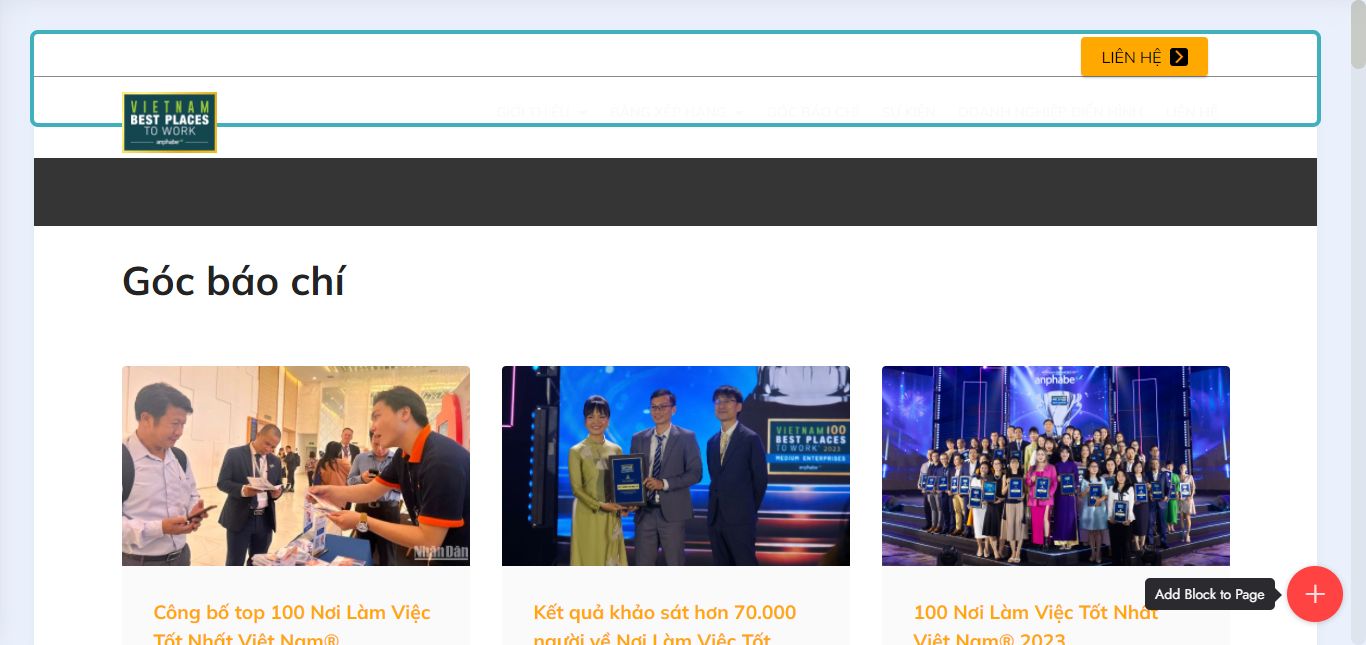 LIÊN HỆ
VIETNAM
BEST PLACES
TO WORK
anphabe
GIỚI THIỆU
BẢNG XẾP HẠNG
GÓC BÁO CHÍ
SỰ KIỆN
DOANH NGHIỆP ĐIỂN HÌNH
LIÊN HỆ
Góc báo chí
NhânDân
VIETNAM 100
BEST PLACES
TO WORK 2023
MEDIUM ENTERPRISES
anphabe
anphabe
Công bố top 100 Nơi Làm Việc
Tốt Nhất Việt Nam®
Kết quả khảo sát hơn 70.000
người về Nơi Làm Việc Tốt
100 Nơi Làm Việc Tốt Nhất
Việt Nam® 2023
Add Block to Page